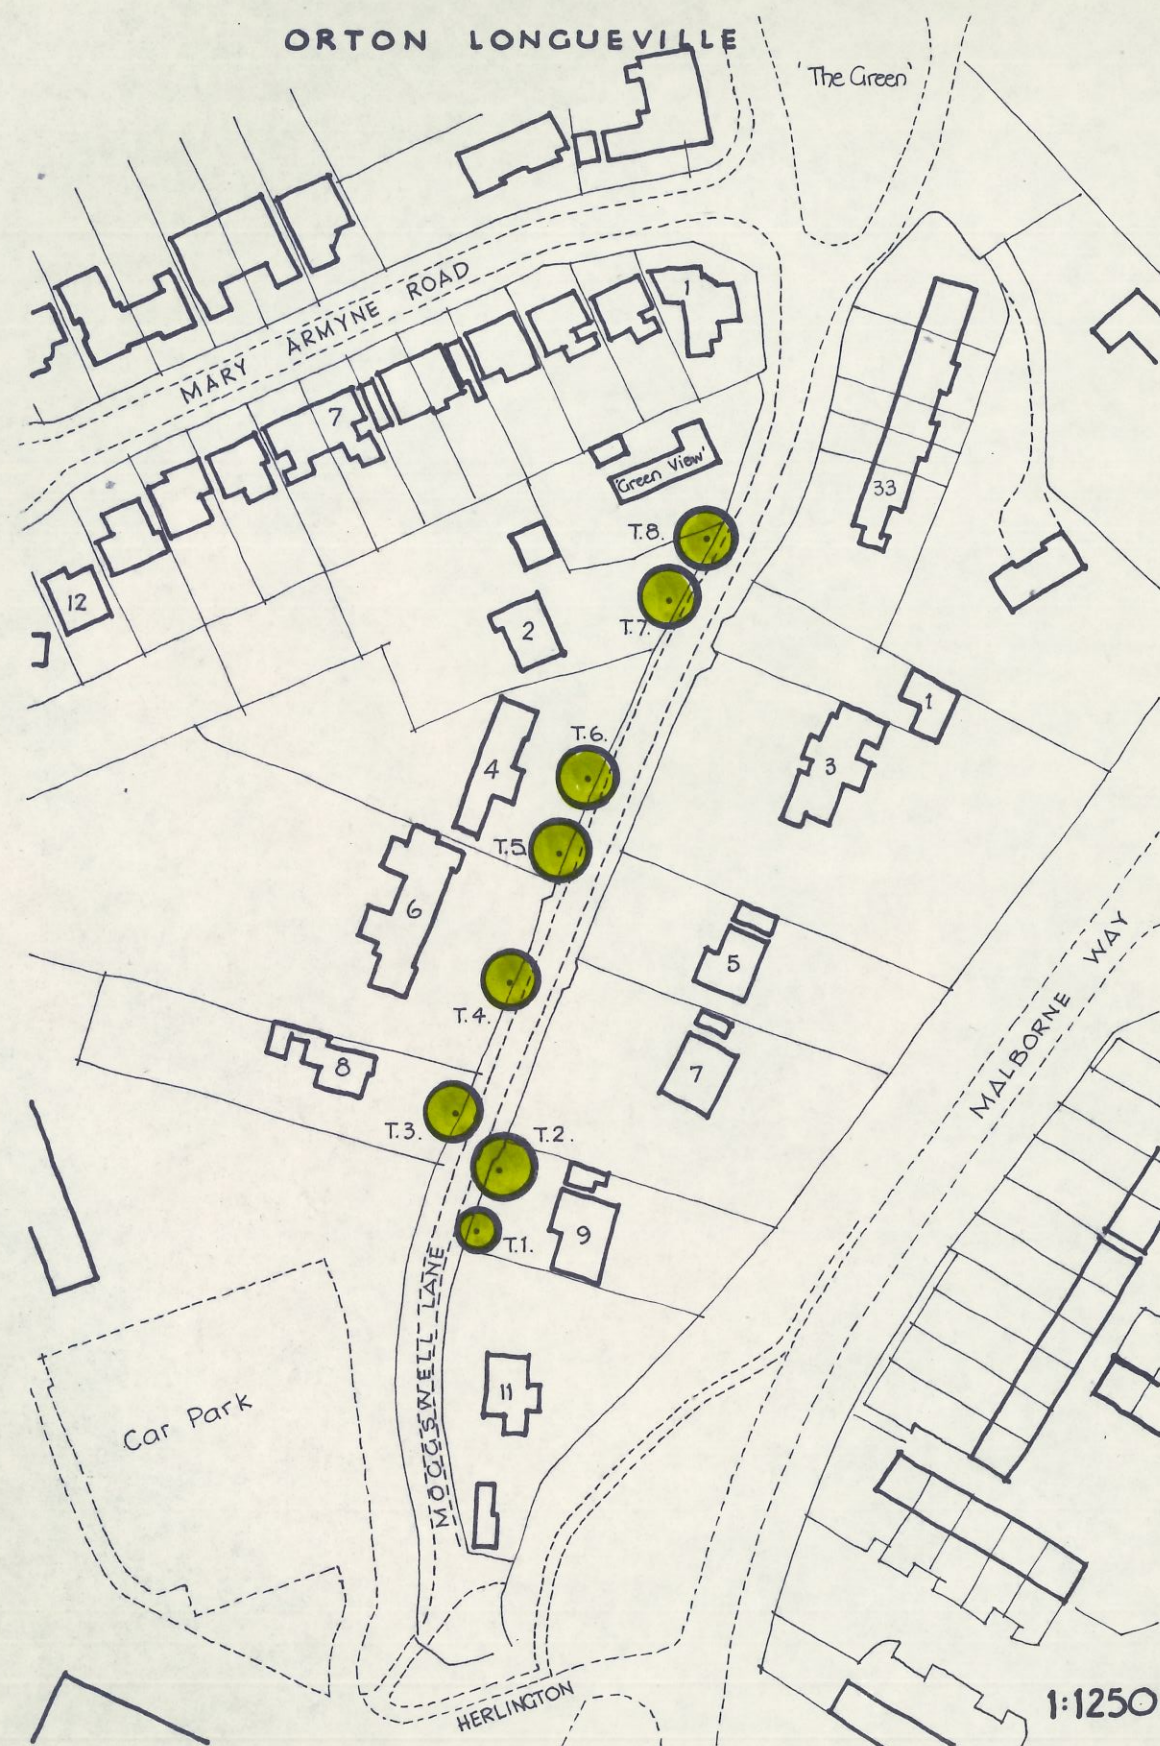 ORTON LONGUEVILLE
'The Green'
MARY ARMYNE ROAD
1
7
12
'Green View'
33
T.8.
T.7.
2
1
3
T.6.
4
T.5.
6
5
T.4.
7
8
T.3.
T.2.
9
T.1.
MALBORNE WAY
MOGGSWELL LANE
11
Car Park
HERLINGTON
1:1250